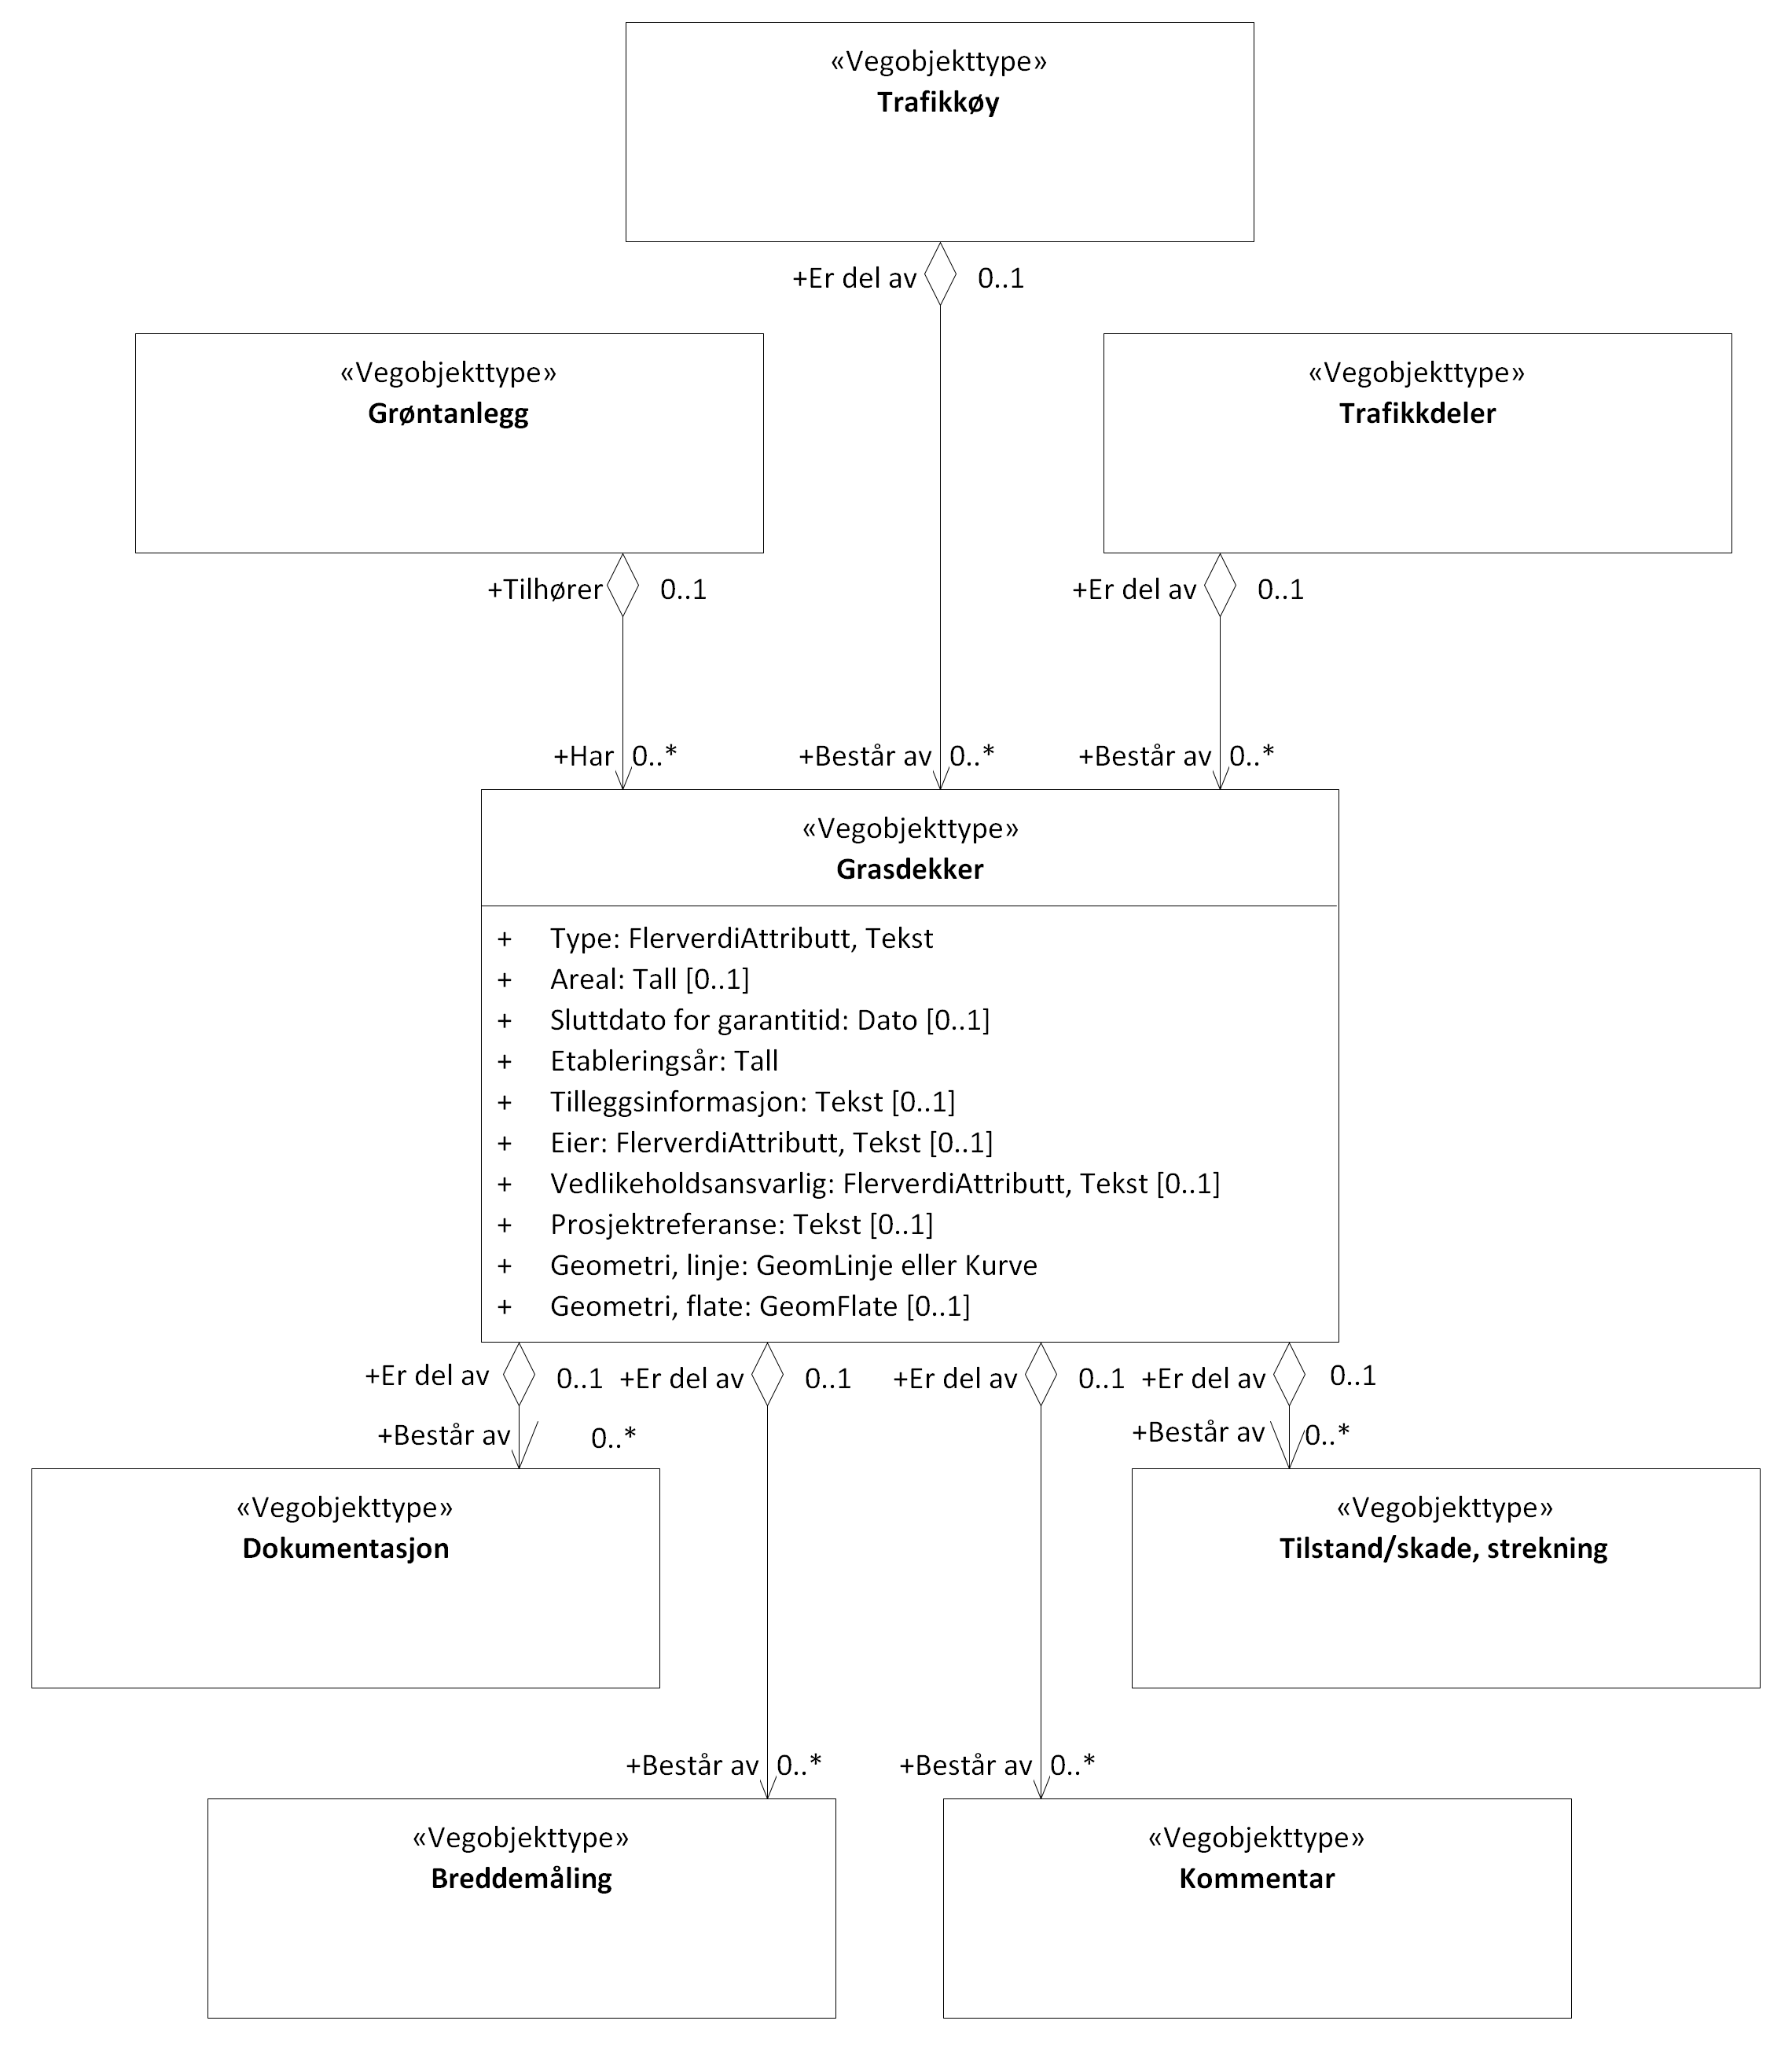 «Vegobjekttype»
Trafikkøy
+Er del av 0..1
«Vegobjekttype»
Grøntanlegg
«Vegobjekttype»
Trafikkdeler
+Tilhører 0..1
+Er del av 0..1
+Har 0..*
+Består av 0..*
+Består av 0..*
«Vegobjekttype»
Grasdekker
+ Type: FlerverdiAttributt, Tekst
+ Areal: Tall [0..1]
+ Sluttdato for garantitid: Dato [0..1]
+ Etableringsår: Tall
+ Tilleggsinformasjon: Tekst [0..1]
+ Eier: FlerverdiAttributt, Tekst [0..1]
+ Vedlikeholdsansvarlig: FlerverdiAttributt, Tekst [0..1]
+ Prosjektreferanse: Tekst [0..1]
+ Geometri, linje: GeomLinje eller Kurve
+ Geometri, flate: GeomFlate [0..1]
+Er del av 0..1
+Er del av 0..1
+Er del av 0..1
+Er del av 0..1
+Består av 0..*
+Består av 0..*
«Vegobjekttype»
Dokumentasjon
«Vegobjekttype»
Tilstand/skade, strekning
+Består av 0..*
+Består av 0..*
«Vegobjekttype»
Breddemåling
«Vegobjekttype»
Kommentar